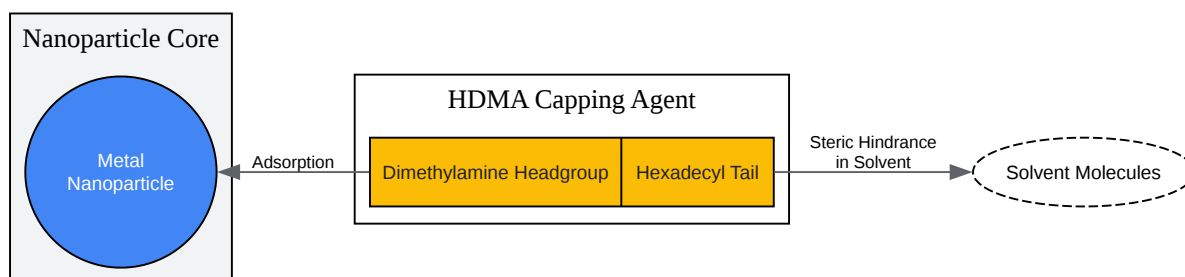 Nanoparticle Core
Metal
Nanoparticle
Adsorption
HDMA Capping Agent
Dimethylamine Headgroup
Hexadecyl Tail
Steric Hindrance
in Solvent
Solvent Molecules